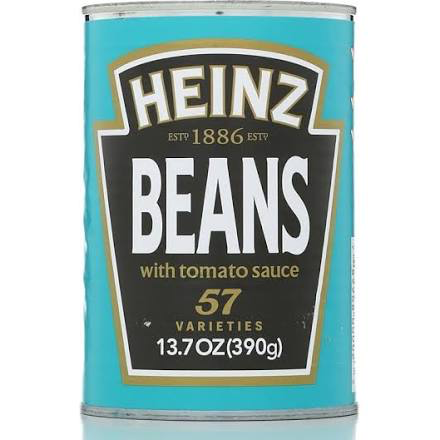 HEINZ
ESTD 1886 ESTD
BEANS
with tomato sauce
57
VARIETIES
13.7 OZ (390g)